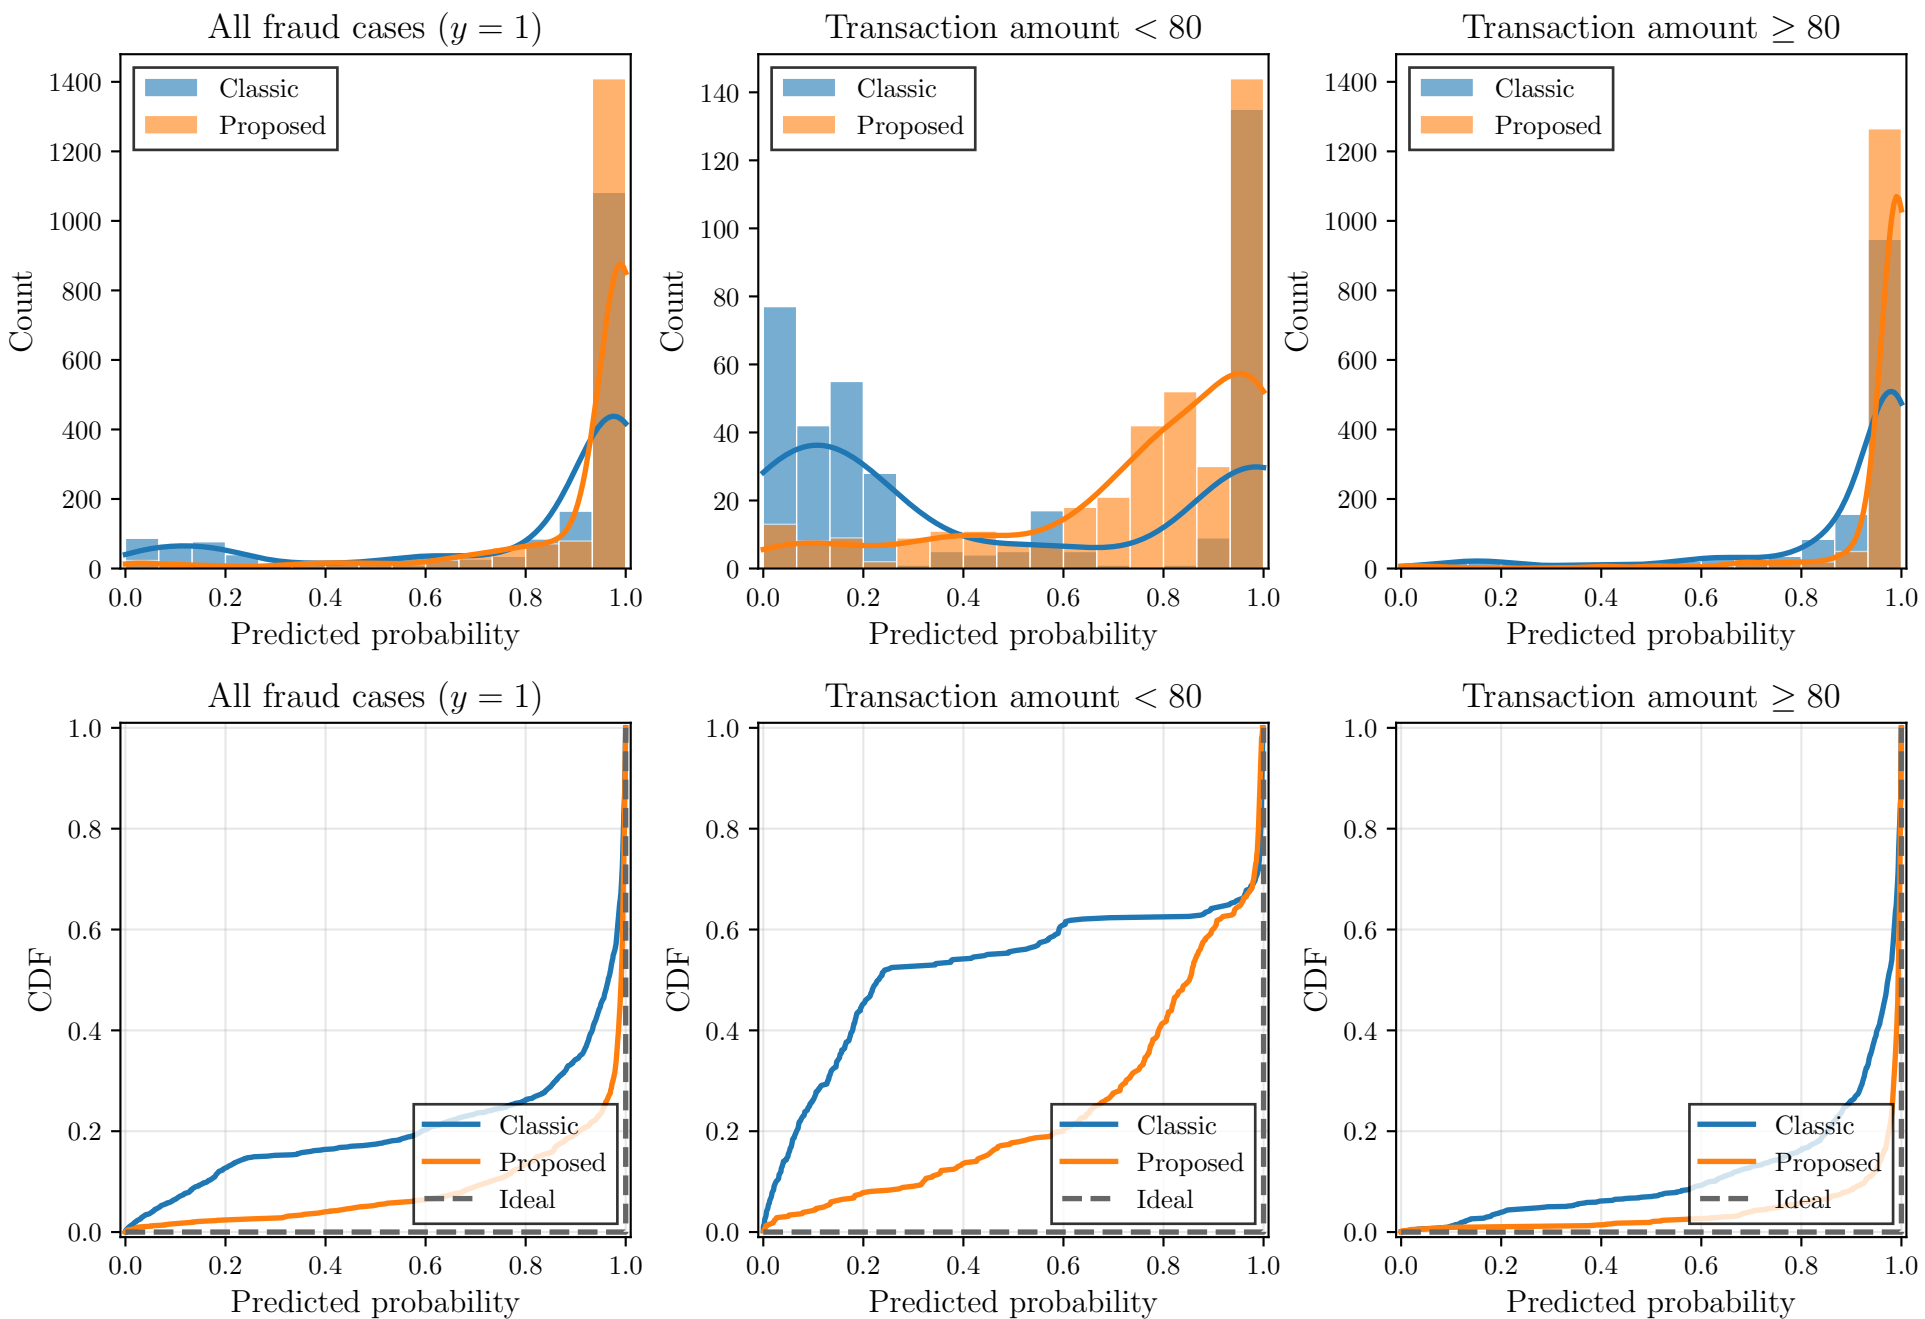 All fraud cases (y = 1)
Classic
Proposed
1400
1200
1000
800
600
400
200
0
Count
0.0 0.2 0.4 0.6 0.8 1.0
Predicted probability
Transaction amount < 80
Classic
Proposed
140
120
100
80
60
40
20
0
Count
0.0 0.2 0.4 0.6 0.8 1.0
Predicted probability
Transaction amount ≥ 80
Classic
Proposed
1400
1200
1000
800
600
400
200
0
Count
0.0 0.2 0.4 0.6 0.8 1.0
Predicted probability
All fraud cases (y = 1)
1.0
0.8
0.6
0.4
0.2
0.0
CDF
Classic
Proposed
Ideal
0.0 0.2 0.4 0.6 0.8 1.0
Predicted probability
Transaction amount < 80
1.0
0.8
0.6
0.4
0.2
0.0
CDF
Classic
Proposed
Ideal
0.0 0.2 0.4 0.6 0.8 1.0
Predicted probability
Transaction amount ≥ 80
1.0
0.8
0.6
0.4
0.2
0.0
CDF
Classic
Proposed
Ideal
0.0 0.2 0.4 0.6 0.8 1.0
Predicted probability